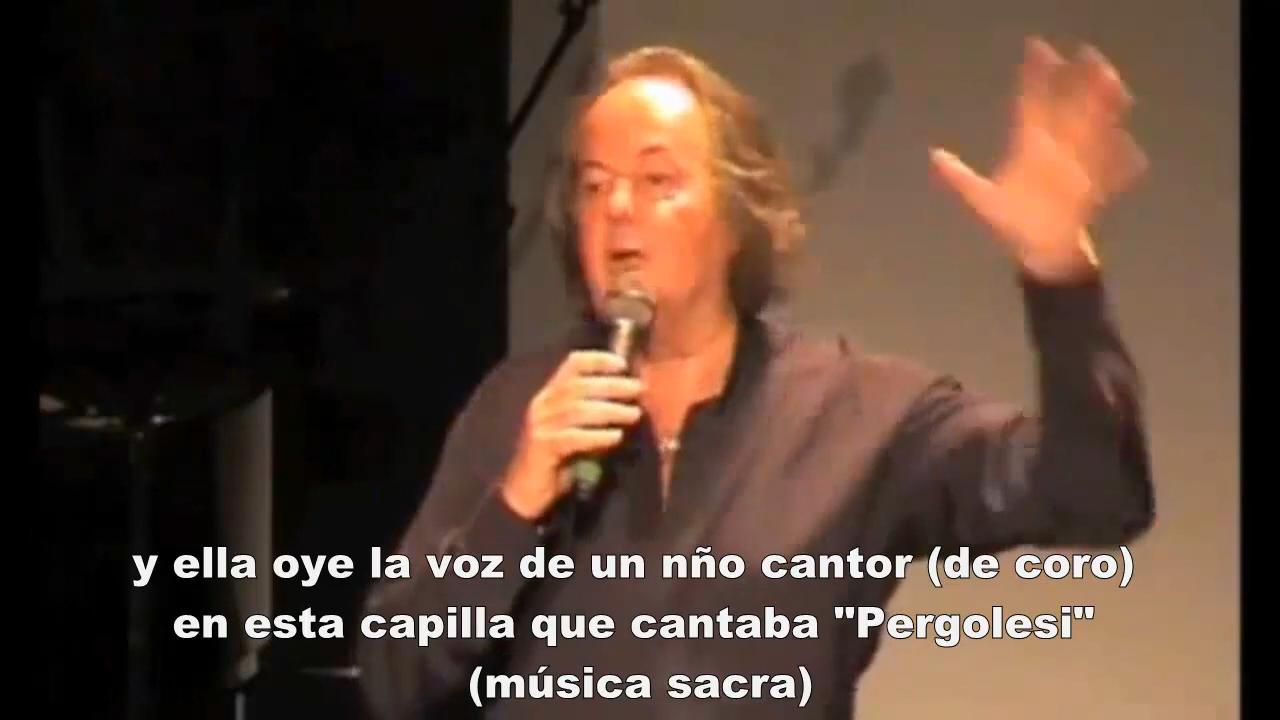 y ella oye la voz de un nño cantor (de coro)
en esta capilla que cantaba "Pergolesi"
(música sacra)